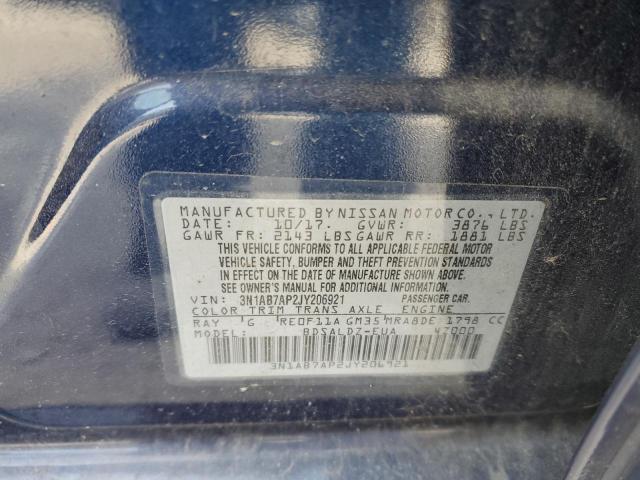 MANUFACTURED BY NISSAN MOTOR CO., LTD.
DATE: 10/17. GVWR: 3876 LBS
GAWR FR: 2143 LBS GAWR RR: 1881 LBS
THIS VEHICLE CONFORMS TO ALL APPLICABLE FEDERAL MOTOR
VEHICLE SAFETY, BUMPER AND THEFT PREVENTION STANDARDS
IN EFFECT ON THE DATE OF MANUFACTURE SHOWN ABOVE.
SEE OWNER'S MANUAL FOR ADDITIONAL INFORMATION.
VIN: 3N1AB7AP2JY206921 PASSENGER CAR.
COLOR TRIM TRANS AXLE ENGINE
RAY G RE0F11A GM35 MRA8DE 1798 CC
MODEL: BDSALDZ-EUA 47000
3N1AB7AP2JY206921